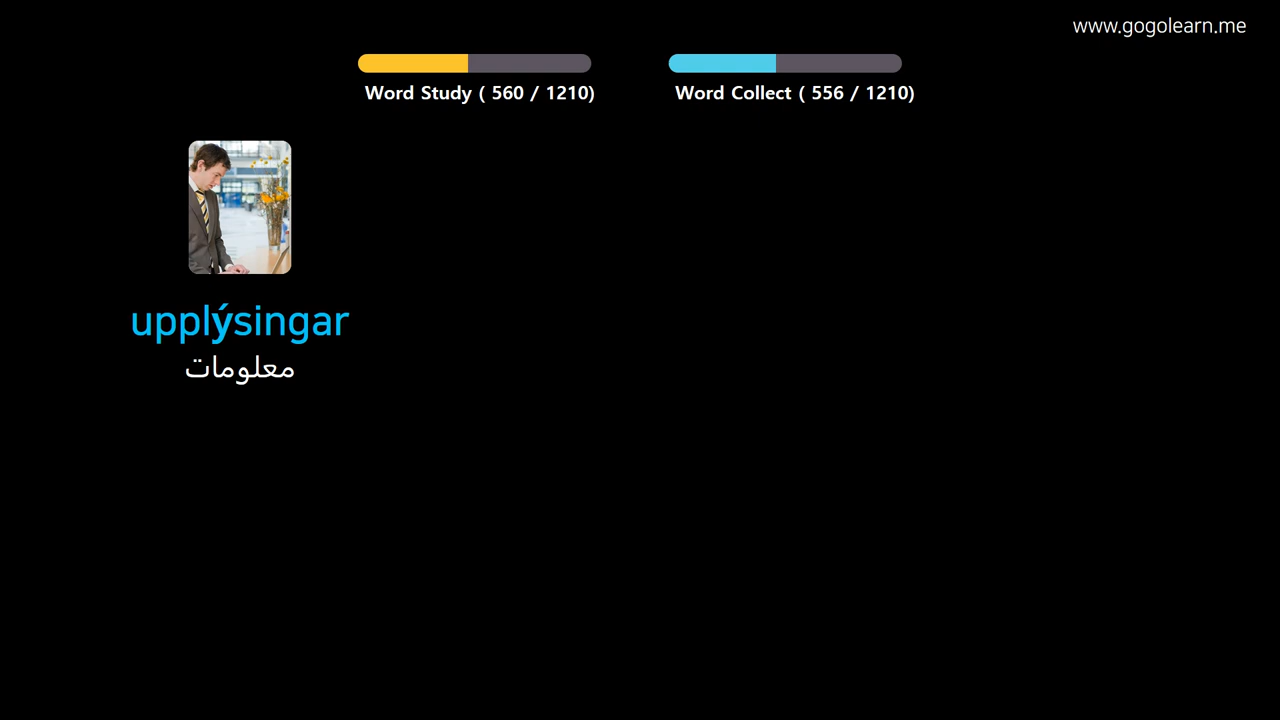 www.gogolearn.me
Word Study ( 560 / 1210)
Word Collect ( 556 / 1210)
upplýsingar
معلومات